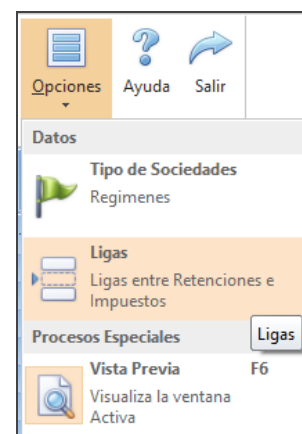 Opciones Ayuda Salir
Datos
Tipo de Sociedades
Regimenes
Ligas
Ligas entre Retenciones e
Impuestos
Procesos Especiales
Ligas
Vista Previa F6
Visualiza la ventana
Activa